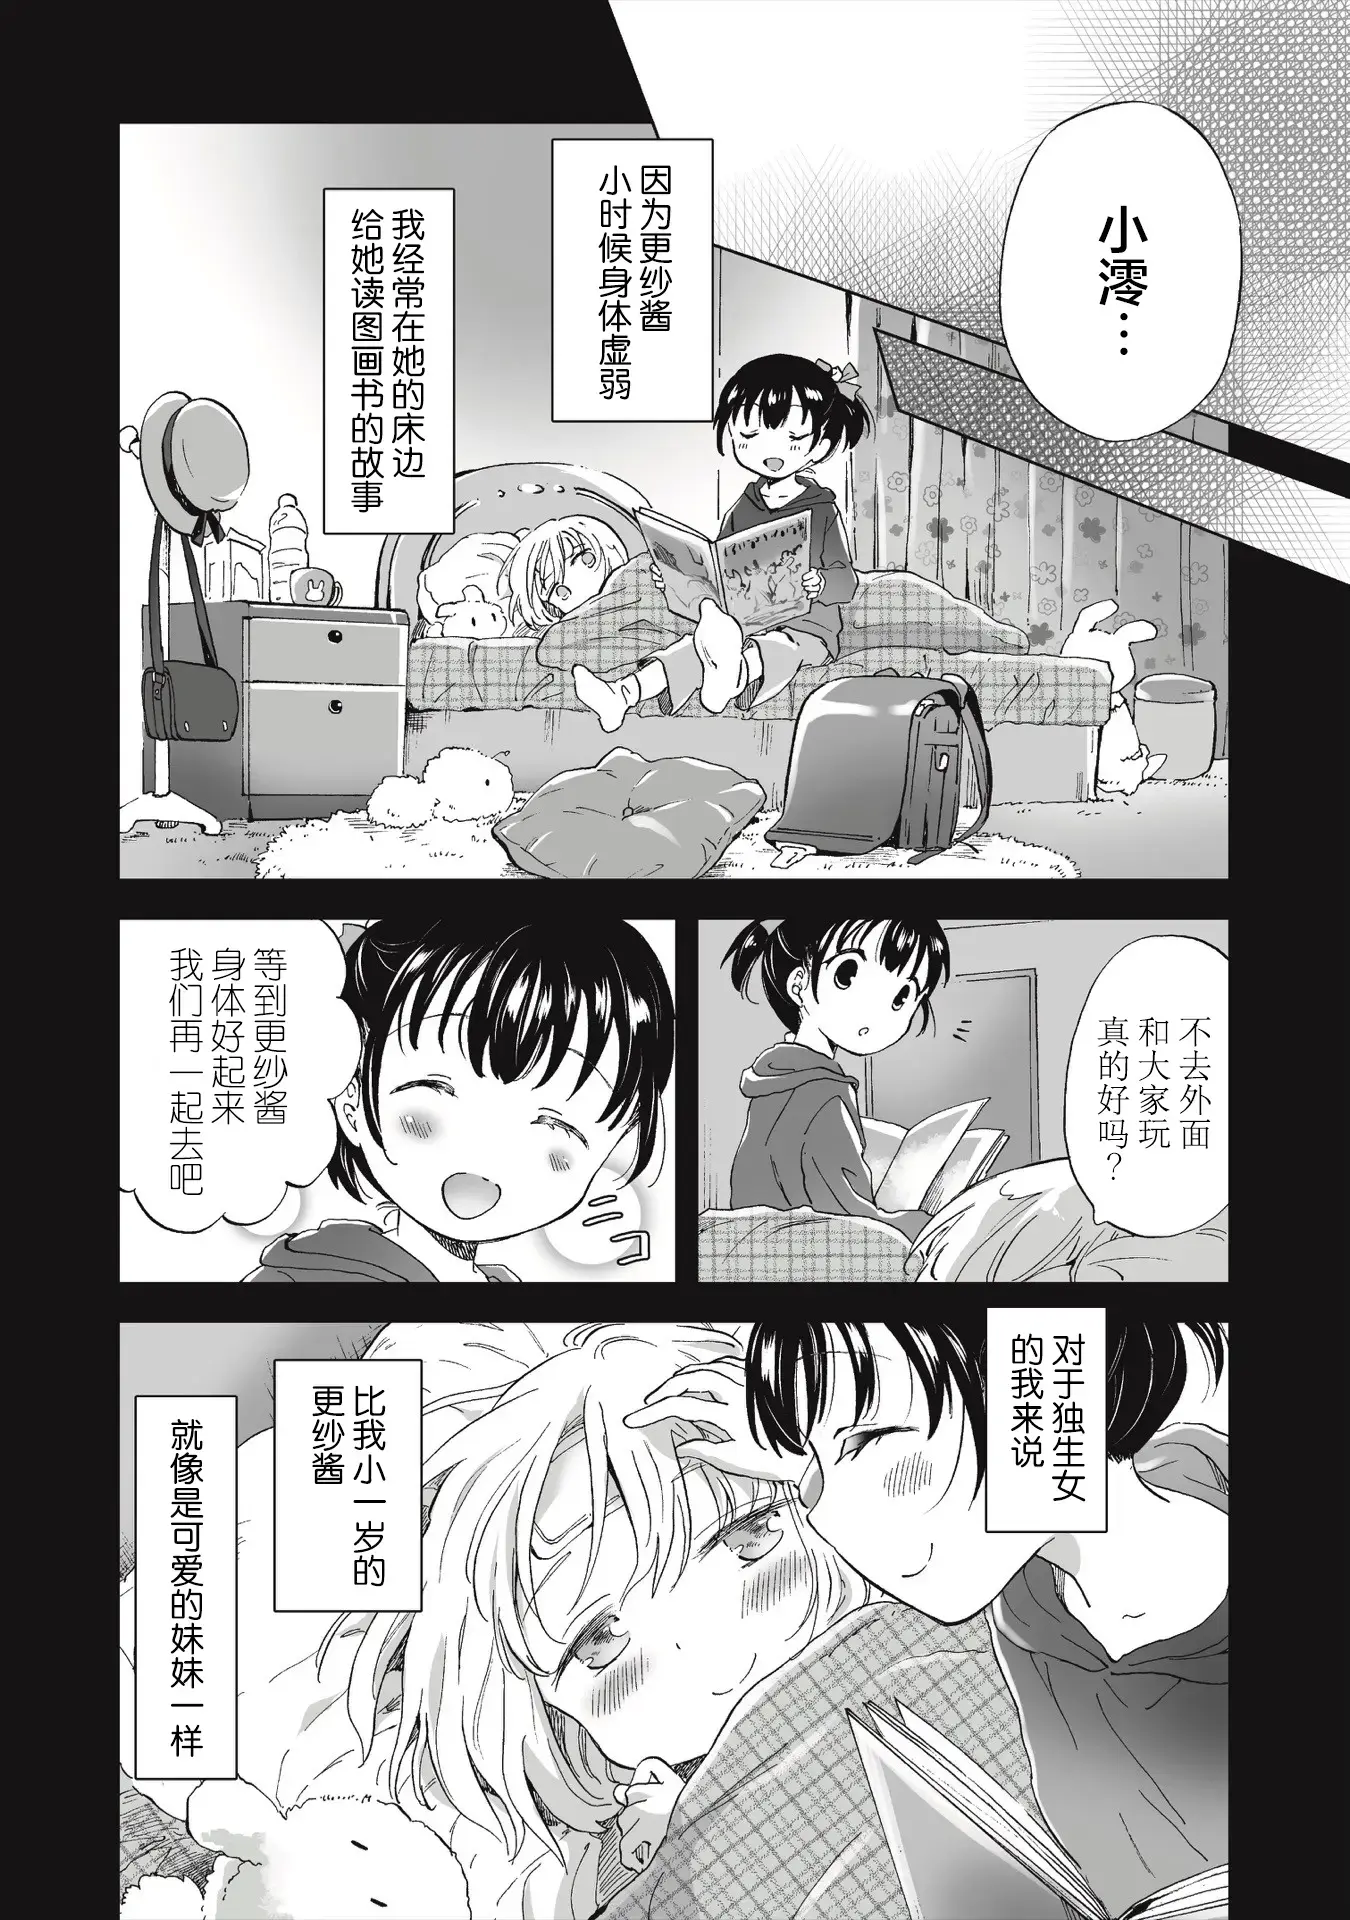 小澪…
因为更纱酱
小时候身体虚弱
我经常在她的床边
给她读图画书的故事
不去外面
和大家玩
真的好吗?
等到更纱酱
身体好起来
我们再一起去吧
ニコ
对于独生女
的我来说
比我小一岁的
更纱酱
就像是可爱的妹妹一样